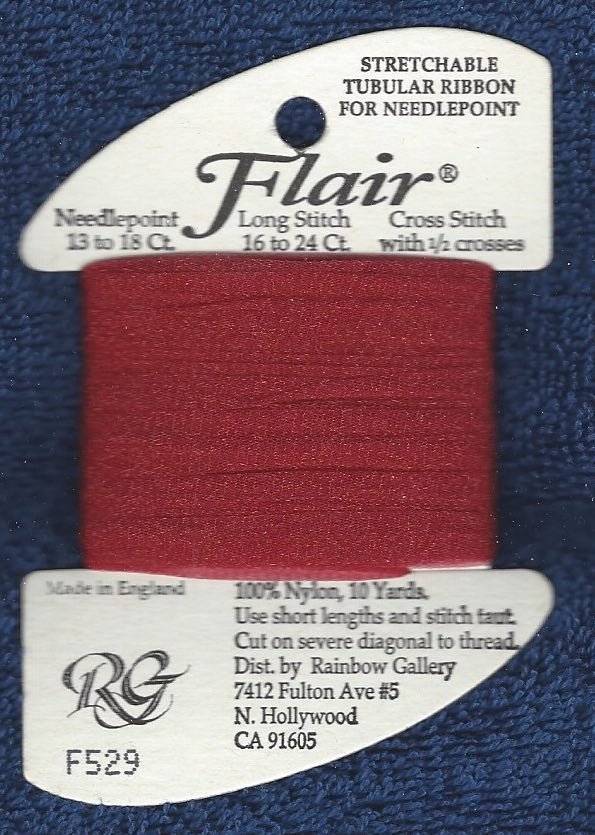 STRETCHABLE
TUBULAR RIBBON
FOR NEEDLEPOINT
Flair®
Needlepoint
13 to 18 Ct.
Long Stitch
16 to 24 Ct.
Cross Stitch
with 1/2 crosses
Made in England
100% Nylon, 10 Yards.
Use short lengths and stitch taut.
Cut on severe diagonal to thread.
Dist. by Rainbow Gallery
7412 Fulton Ave #5
N. Hollywood
CA 91605
RG
F529